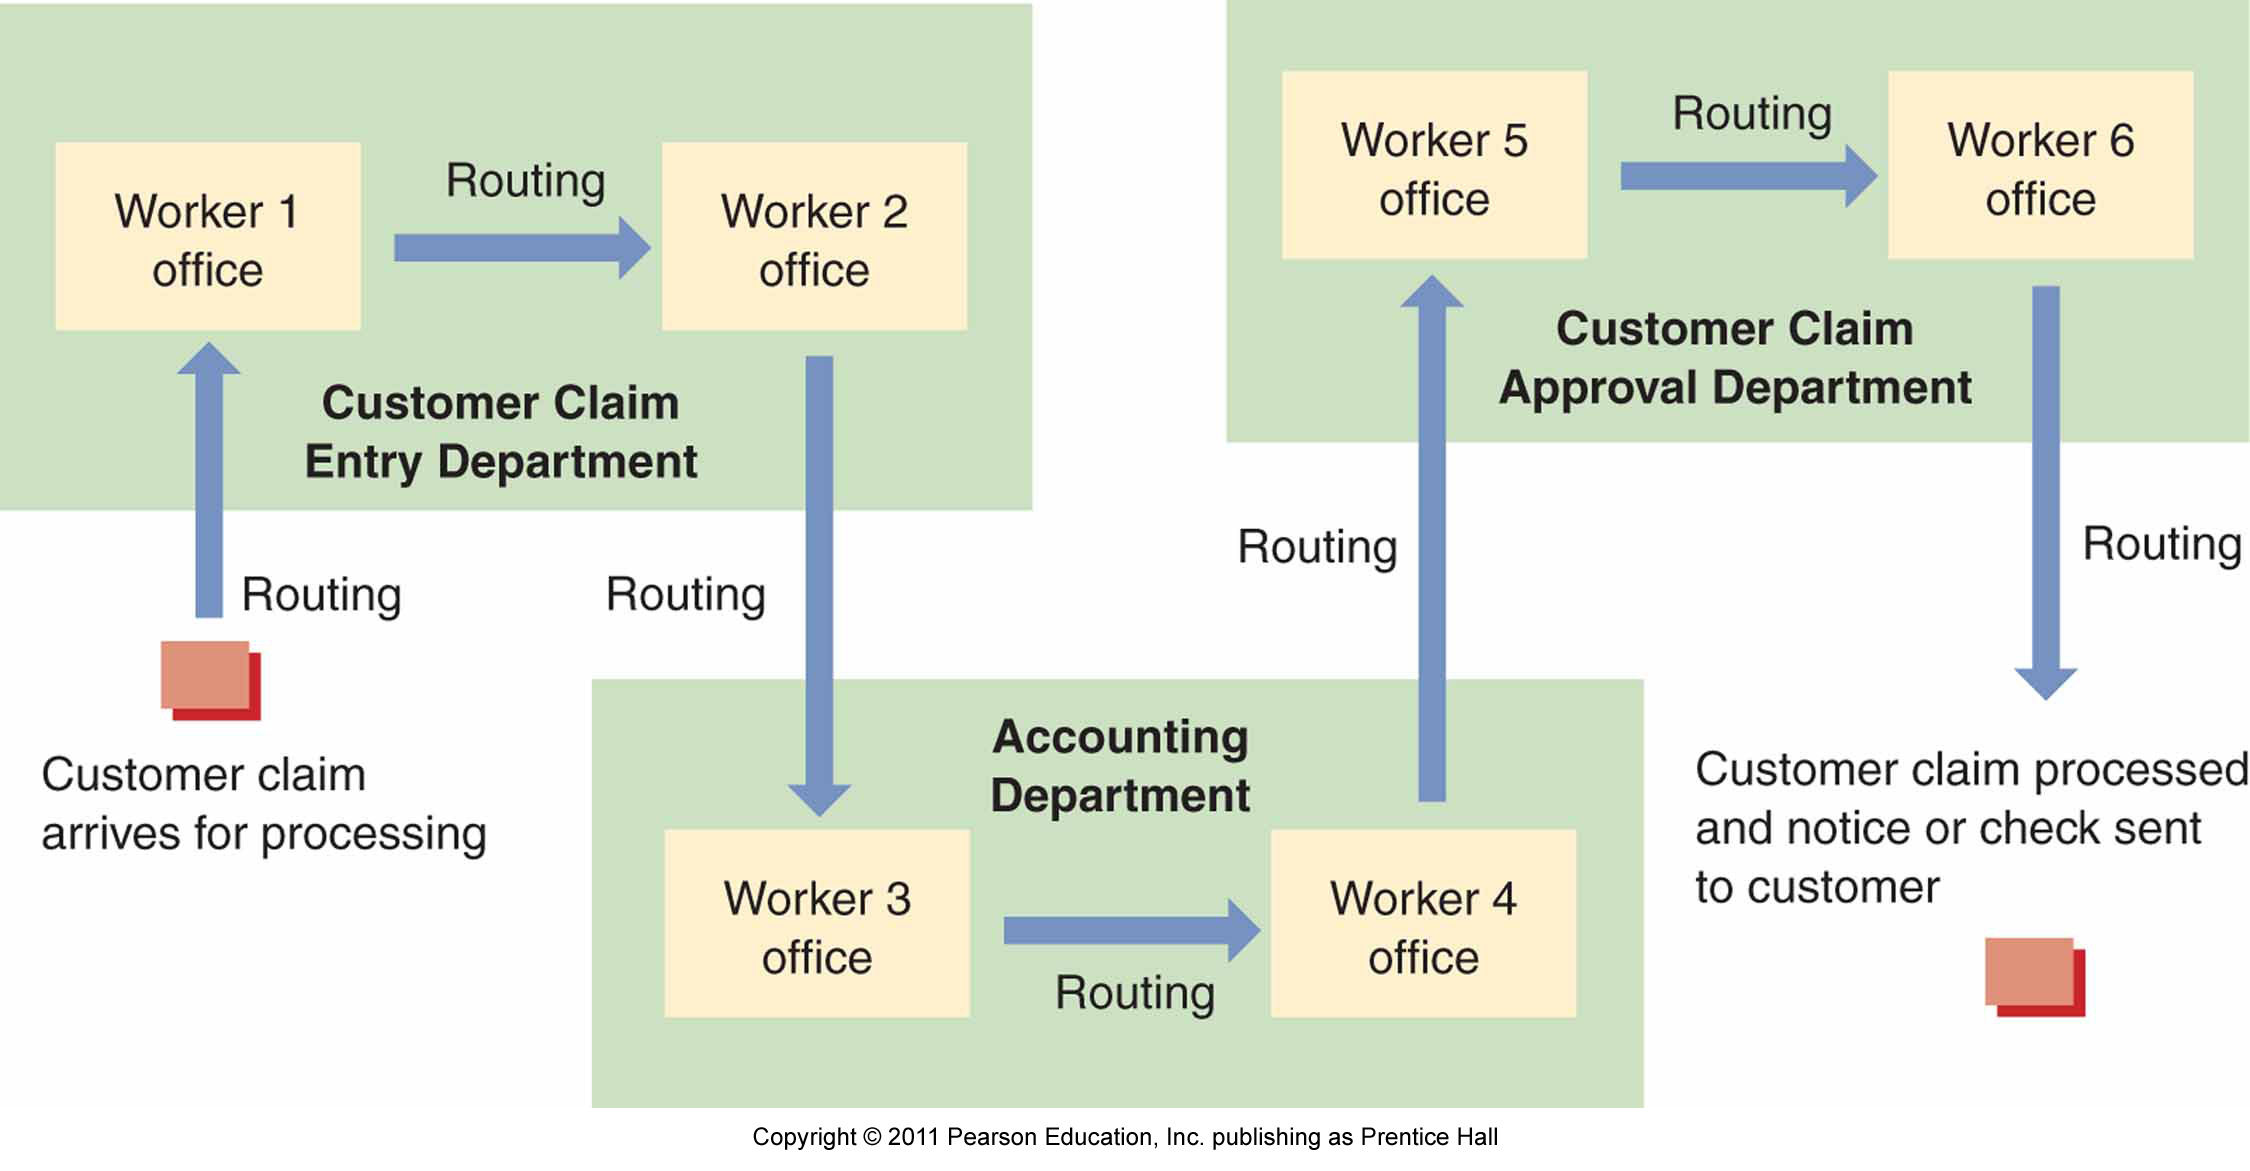 Worker 1
office
Routing
Worker 2
office
Customer Claim
Entry Department
Routing
Customer claim
arrives for processing
Routing
Accounting
Department
Worker 3
office
Routing
Worker 4
office
Routing
Worker 5
office
Routing
Worker 6
office
Customer Claim
Approval Department
Routing
Customer claim processed
and notice or check sent
to customer
Copyright © 2011 Pearson Education, Inc. publishing as Prentice Hall